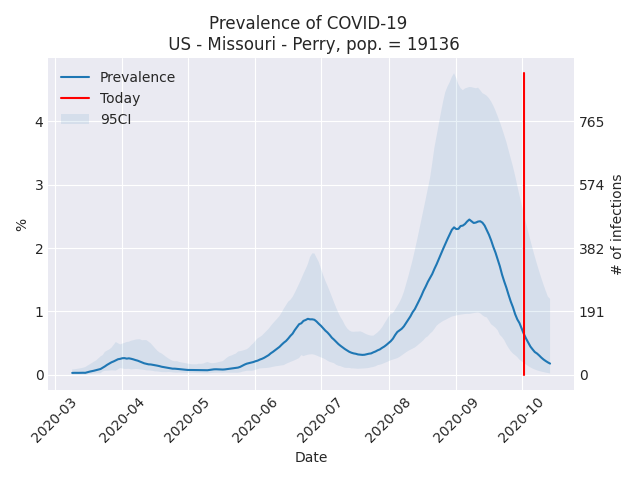 Prevalence of COVID-19
US - Missouri - Perry, pop. = 19136
Prevalence
Today
95CI
%
4
3
2
1
0
765
574
382
191
0
# of infections
2020-03
2020-04
2020-05
2020-06
2020-07
2020-08
2020-09
2020-10
Date